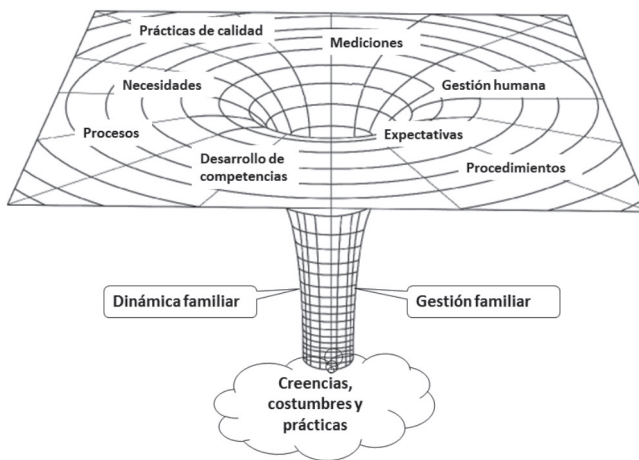 Prácticas de calidad
Mediciones
Necesidades
Gestión humana
Procesos
Expectativas
Desarrollo de
competencias
Procedimientos
Dinámica familiar
Gestión familiar
Creencias,
costumbres y
prácticas